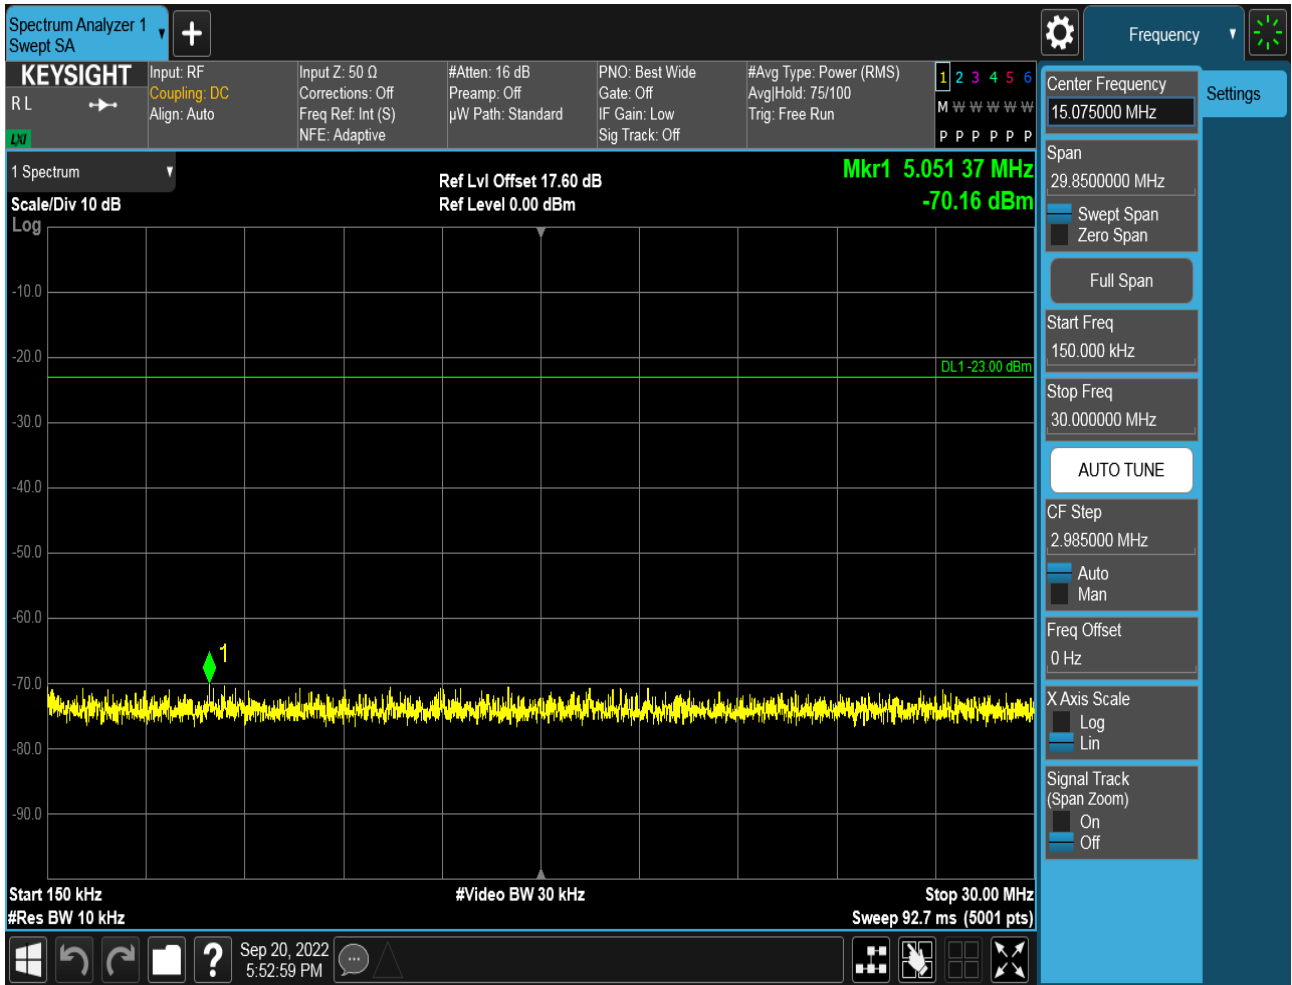 Spectrum Analyzer 1
Swept SA
+
Frequency
KEYSIGHT
R L
LXI
Input: RF
Coupling: DC
Align: Auto
Input Z: 50 Ω
Corrections: Off
Freq Ref: Int (S)
NFE: Adaptive
#Atten: 16 dB
Preamp: Off
µW Path: Standard
PNO: Best Wide
Gate: Off
IF Gain: Low
Sig Track: Off
#Avg Type: Power (RMS)
Avg|Hold: 75/100
Trig: Free Run
1 2 3 4 5 6
M W W W W W
P P P P P P
1 Spectrum
Scale/Div 10 dB
Log
Ref Lvl Offset 17.60 dB
Ref Level 0.00 dBm
Mkr1 5.051 37 MHz
-70.16 dBm
-10.0
-20.0
DL1 -23.00 dBm
-30.0
-40.0
-50.0
-60.0
1
-70.0
-80.0
-90.0
Start 150 kHz
#Res BW 10 kHz
#Video BW 30 kHz
Stop 30.00 MHz
Sweep 92.7 ms (5001 pts)
Sep 20, 2022
5:52:59 PM
?
Center Frequency
15.075000 MHz
Settings
Span
29.8500000 MHz
Swept Span
Zero Span
Full Span
Start Freq
150.000 kHz
Stop Freq
30.000000 MHz
AUTO TUNE
CF Step
2.985000 MHz
Auto
Man
Freq Offset
0 Hz
X Axis Scale
Log
Lin
Signal Track
(Span Zoom)
On
Off